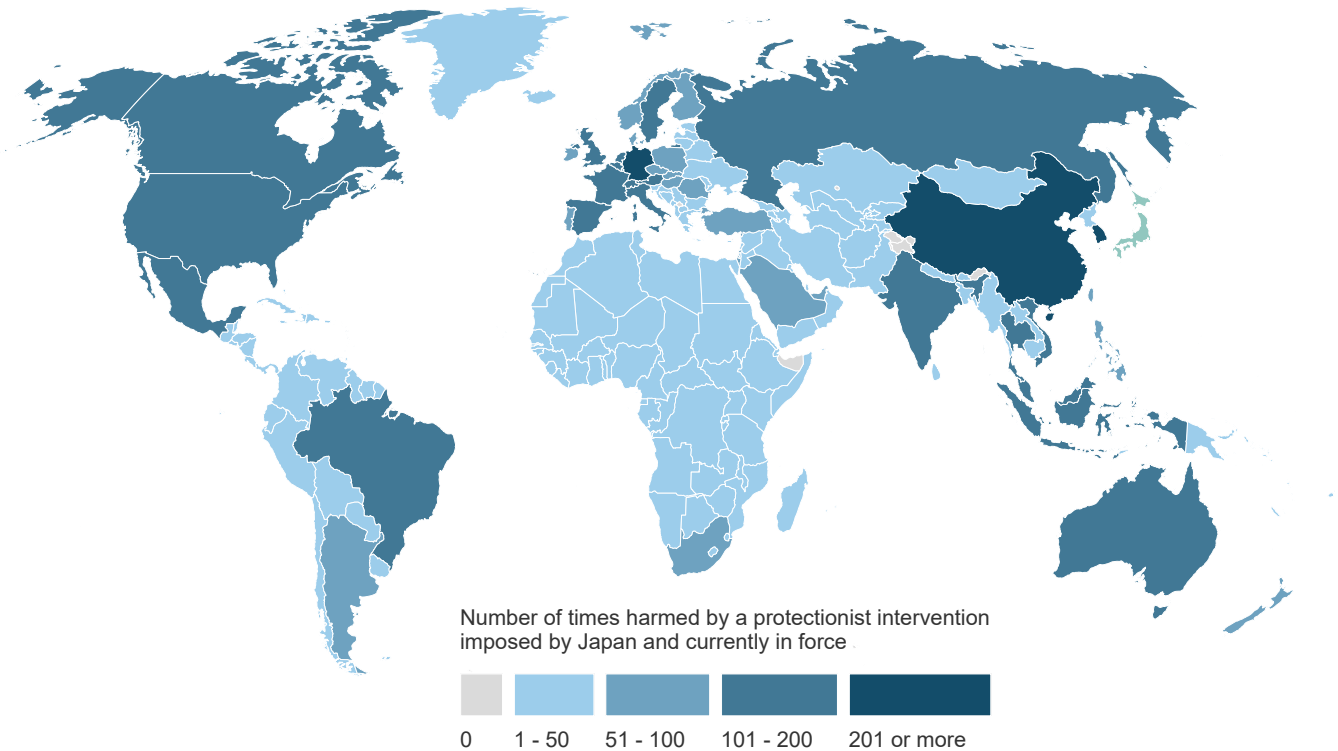 Number of times harmed by a protectionist intervention
imposed by Japan and currently in force
0 1 - 50 51 - 100 101 - 200 201 or more